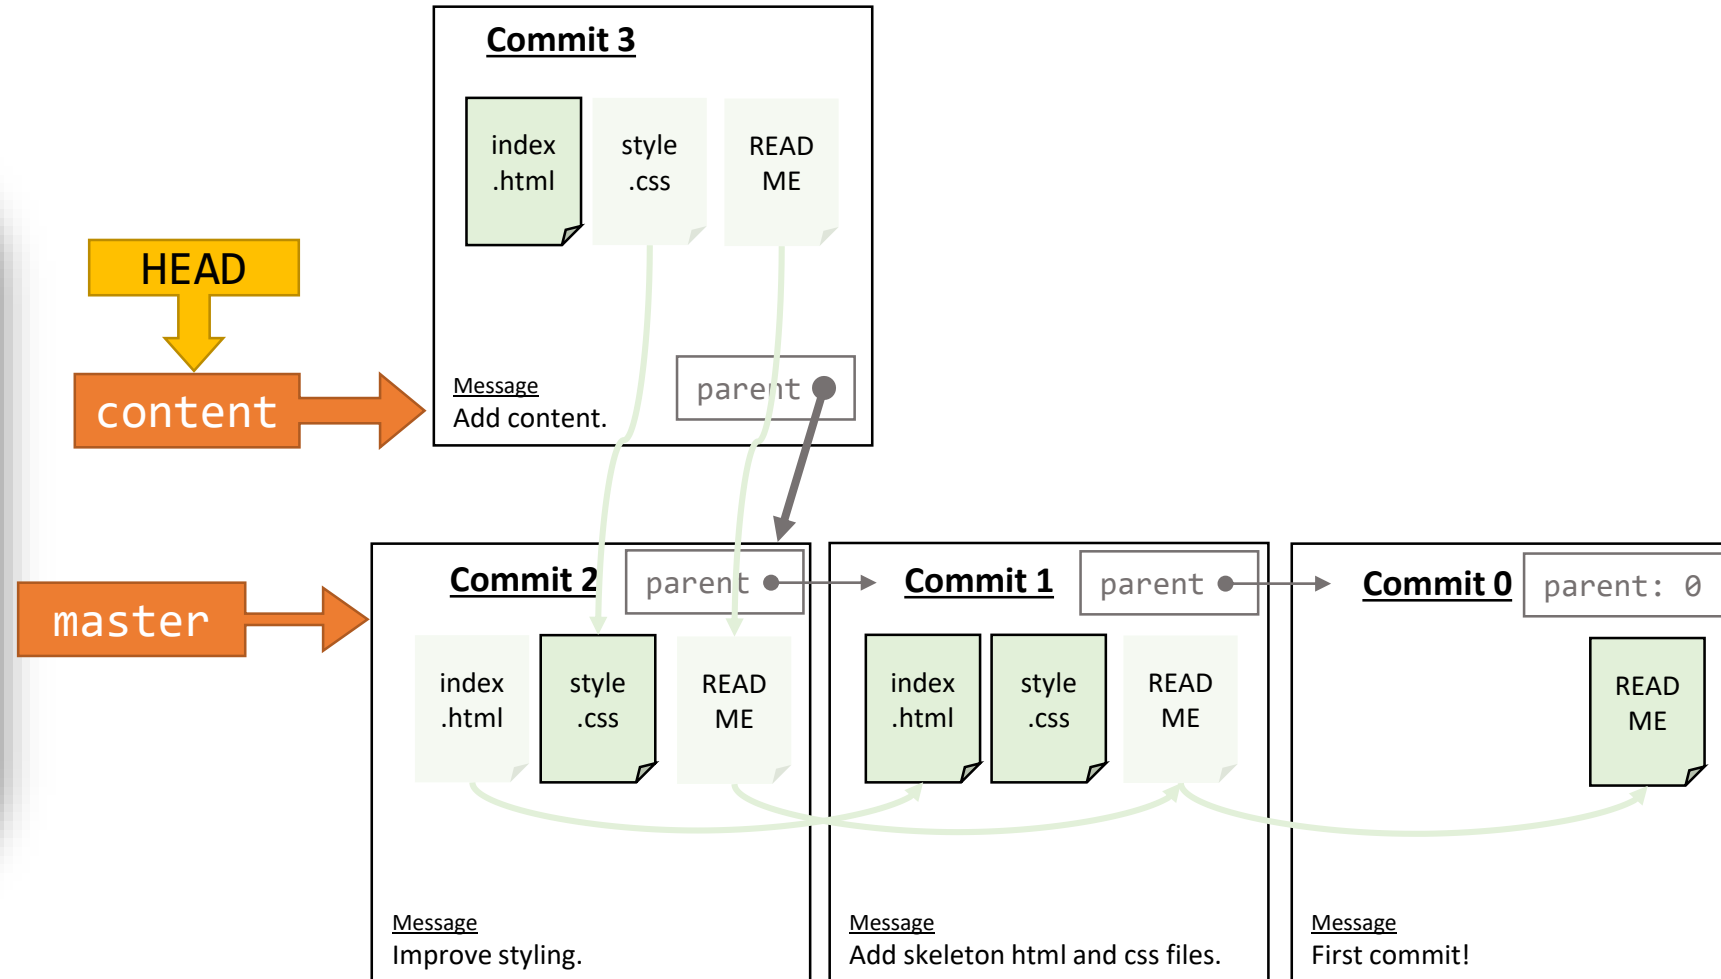 Commit 3
index
.html
style
.css
READ
ME
HEAD
content
Message
Add content.
parent
master
Commit 2
parent
index
.html
style
.css
READ
ME
Message
Improve styling.
Commit 1
parent
index
.html
style
.css
READ
ME
Message
Add skeleton html and css files.
Commit 0
parent: 0
READ
ME
Message
First commit!